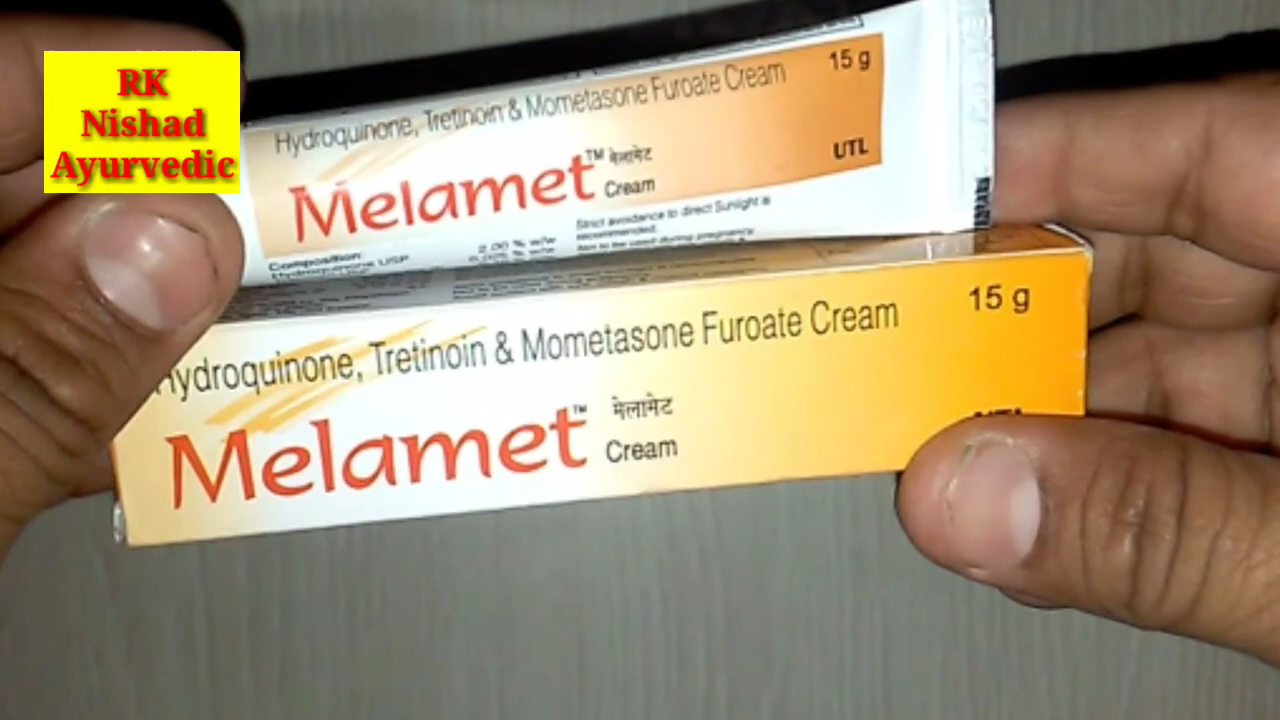 RK
Nishad
Ayurvedic
Hydroquinone, Tretinoin & Mometasone Furoate Cream 15 g
Melamet™ मेलामेट
Cream
UTL
Composition:
Hydroquinone USP 2.00 % w/w
0.025 % w/w
Strict avoidance to direct Sunlight is
recommended.
Not to be used during pregnancy
Hydroquinone, Tretinoin & Mometasone Furoate Cream 15 g
Melamet™ मेलामेट
Cream